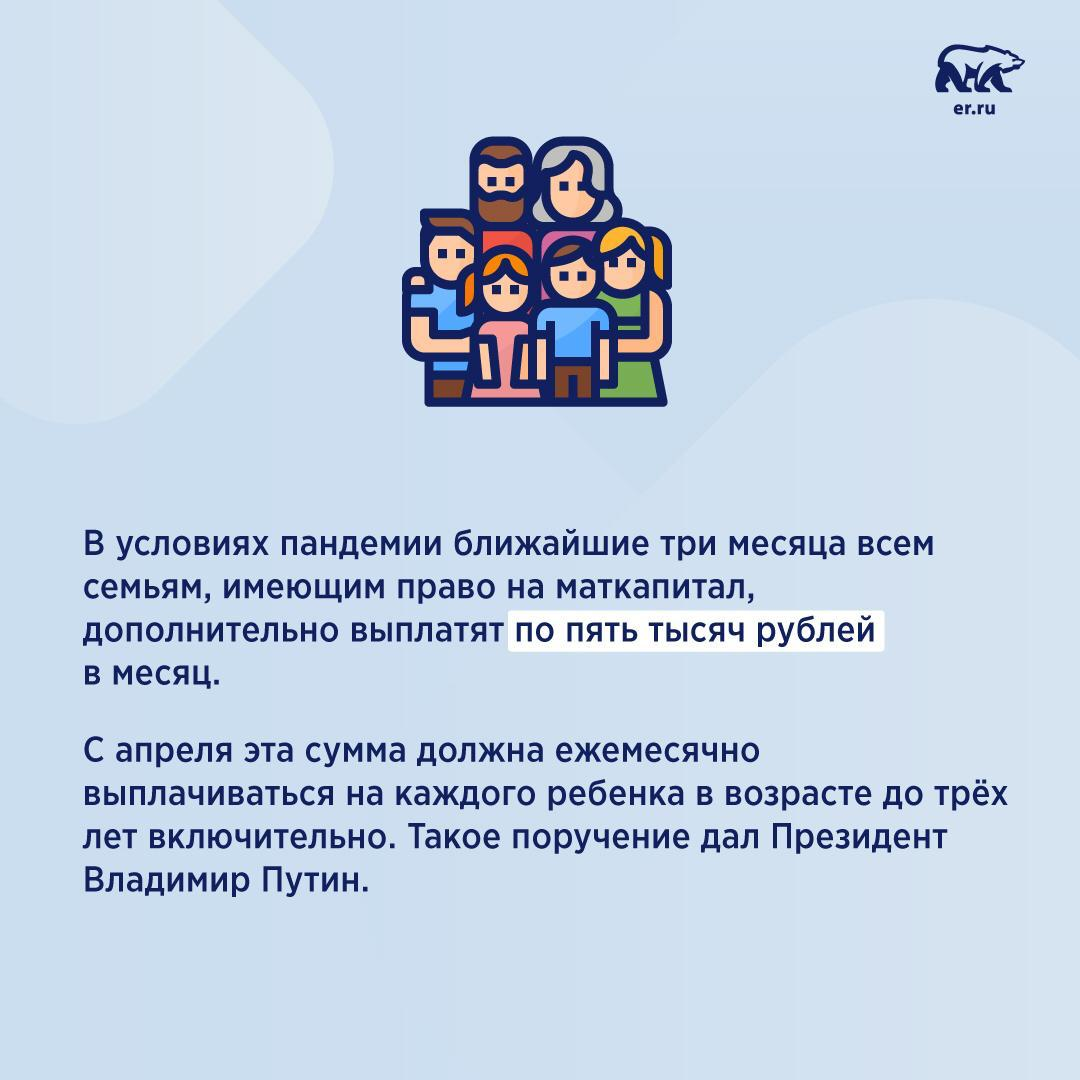 er.ru
В условиях пандемии ближайшие три месяца всем
семьям, имеющим право на маткапитал,
дополнительно выплатят по пять тысяч рублей
в месяц.
С апреля эта сумма должна ежемесячно
выплачиваться на каждого ребенка в возрасте до трёх
лет включительно. Такое поручение дал Президент
Владимир Путин.